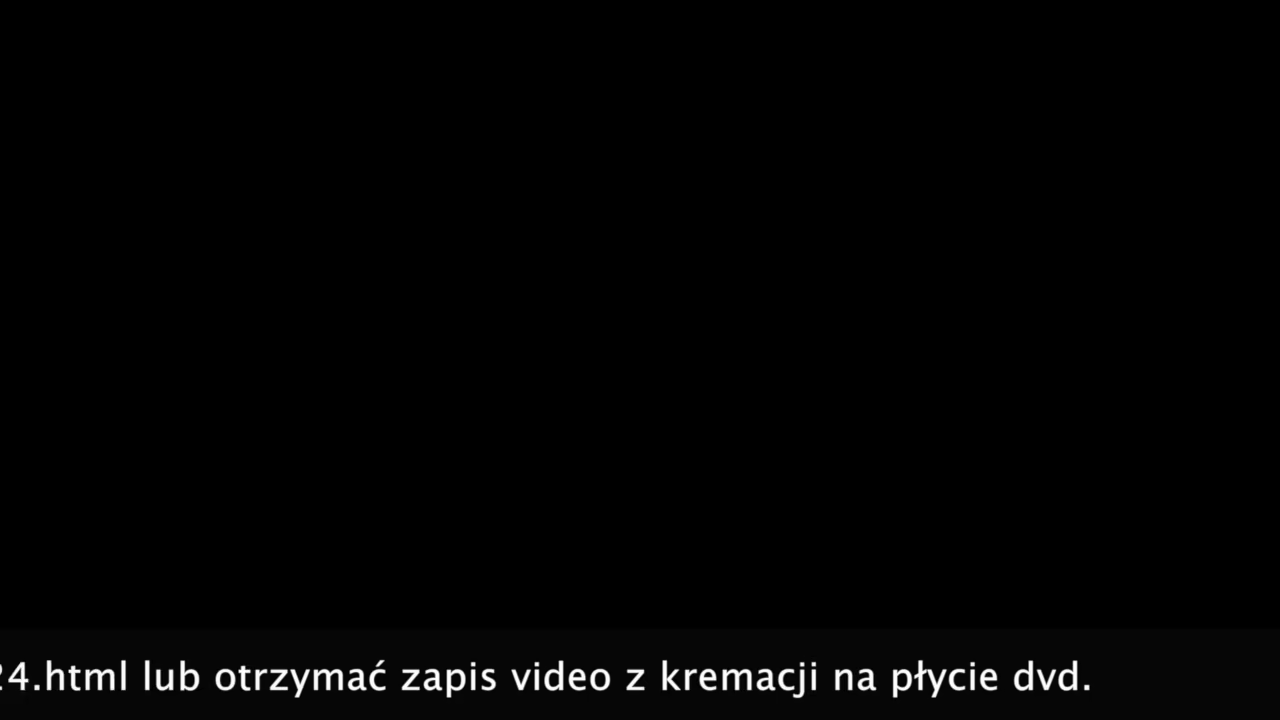 24.html lub otrzymać zapis video z kremacji na płycie dvd.